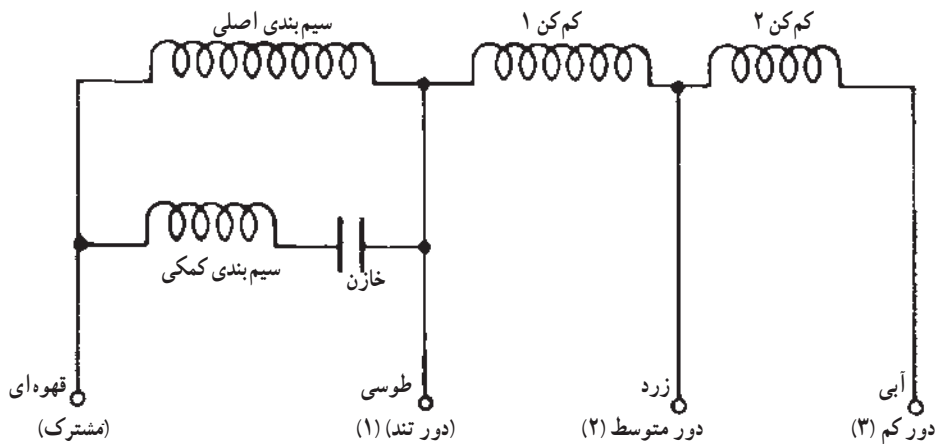 کم‌کن ۲
کم‌کن ۱
سیم‌بندی اصلی
خازن
سیم‌بندی کمکی
آبی
زرد
طوسی
قهوه‌ای
دور کم (۳)
دور متوسط (۲)
(دور تند) (۱)
(مشترک)